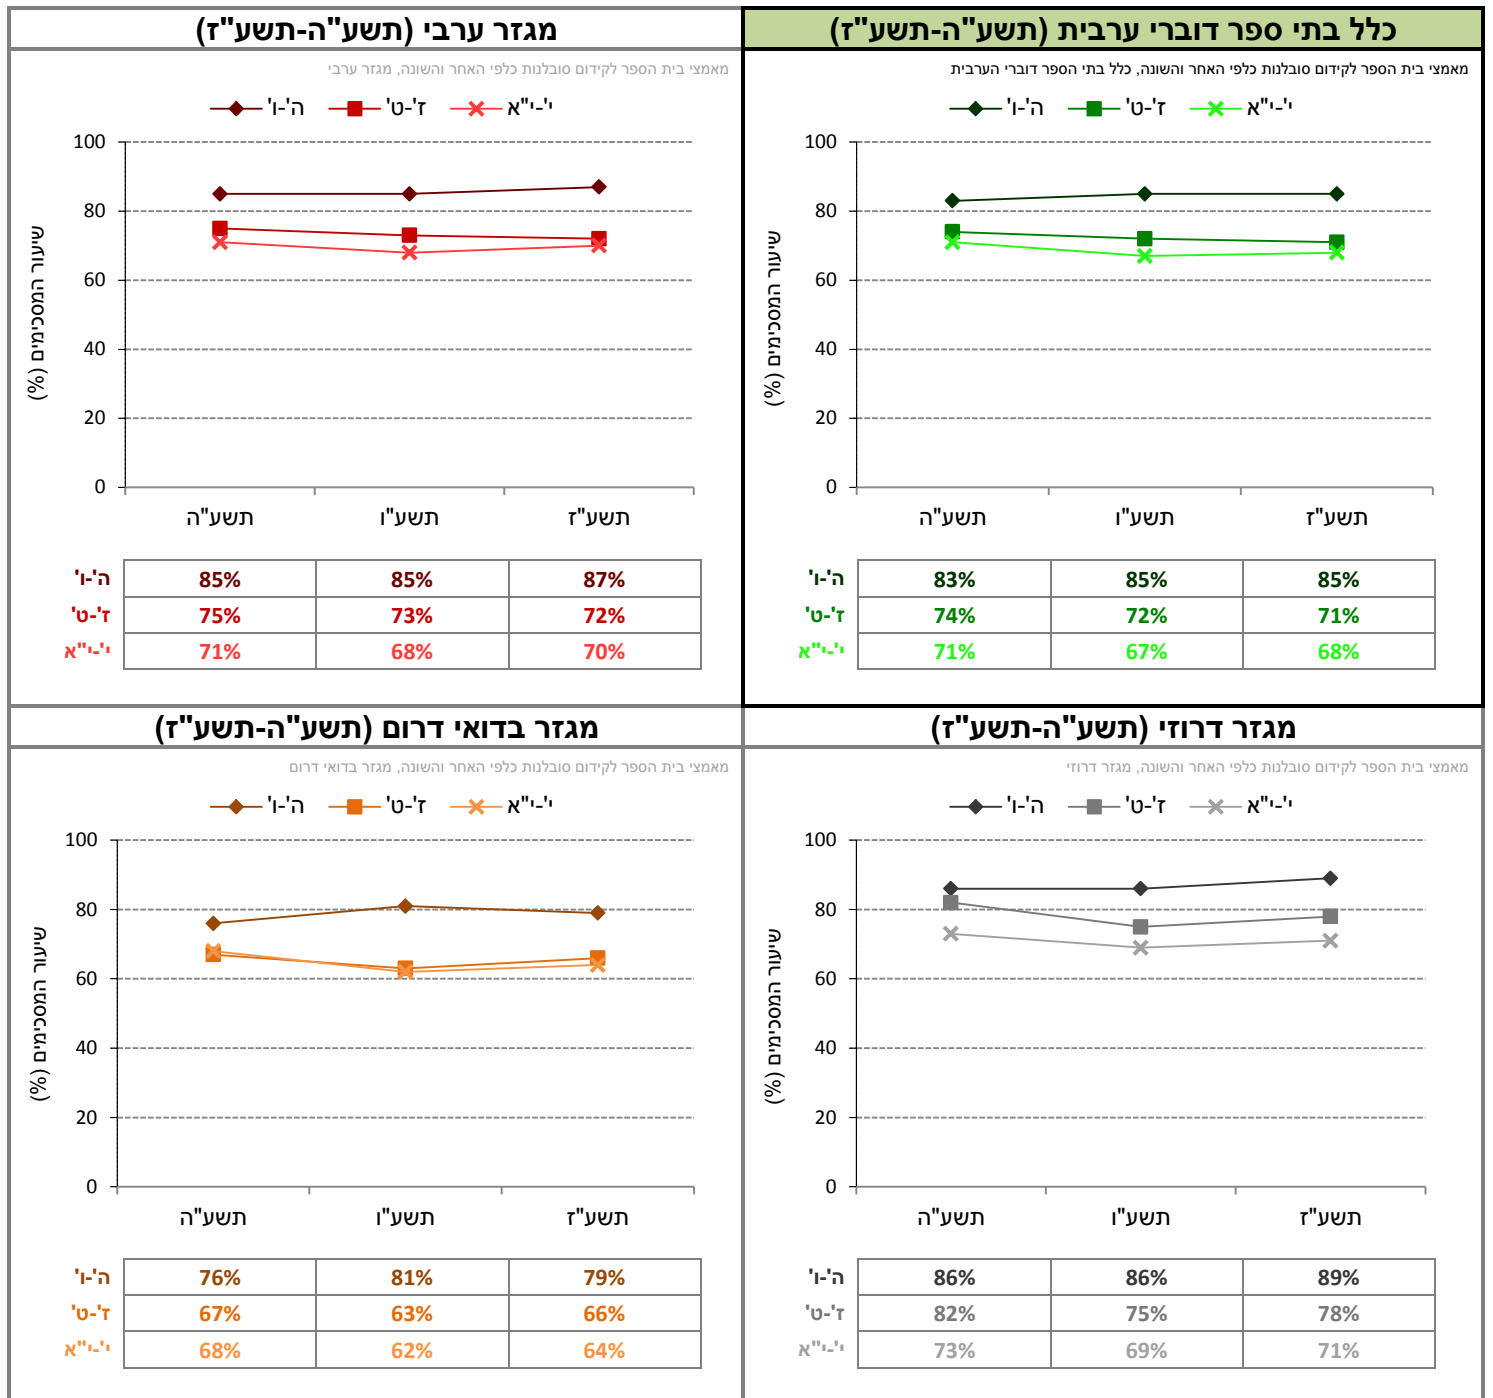 כלל בתי ספר דוברי ערבית (תשע"ה-תשע"ז)
מאמצי בית הספר לקידום סובלנות כלפי האחר והשונה, כלל בתי הספר דוברי הערבית
ה'-ו' ז'-ט' י'-י"א
שיעור המסכימים (%)
100
80
60
40
20
0
תשע"ה תשע"ו תשע"ז
ה'-ו' 83% 85% 85%
ז'-ט' 74% 72% 71%
י'-י"א 71% 67% 68%
מגזר ערבי (תשע"ה-תשע"ז)
מאמצי בית הספר לקידום סובלנות כלפי האחר והשונה, מגזר ערבי
ה'-ו' ז'-ט' י'-י"א
שיעור המסכימים (%)
100
80
60
40
20
0
תשע"ה תשע"ו תשע"ז
ה'-ו' 85% 85% 87%
ז'-ט' 75% 73% 72%
י'-י"א 71% 68% 70%
מגזר דרוזי (תשע"ה-תשע"ז)
מאמצי בית הספר לקידום סובלנות כלפי האחר והשונה, מגזר דרוזי
ה'-ו' ז'-ט' י'-י"א
שיעור המסכימים (%)
100
80
60
40
20
0
תשע"ה תשע"ו תשע"ז
ה'-ו' 86% 86% 89%
ז'-ט' 82% 75% 78%
י'-י"א 73% 69% 71%
מגזר בדואי דרום (תשע"ה-תשע"ז)
מאמצי בית הספר לקידום סובלנות כלפי האחר והשונה, מגזר בדואי דרום
ה'-ו' ז'-ט' י'-י"א
שיעור המסכימים (%)
100
80
60
40
20
0
תשע"ה תשע"ו תשע"ז
ה'-ו' 76% 81% 79%
ז'-ט' 67% 63% 66%
י'-י"א 68% 62% 64%